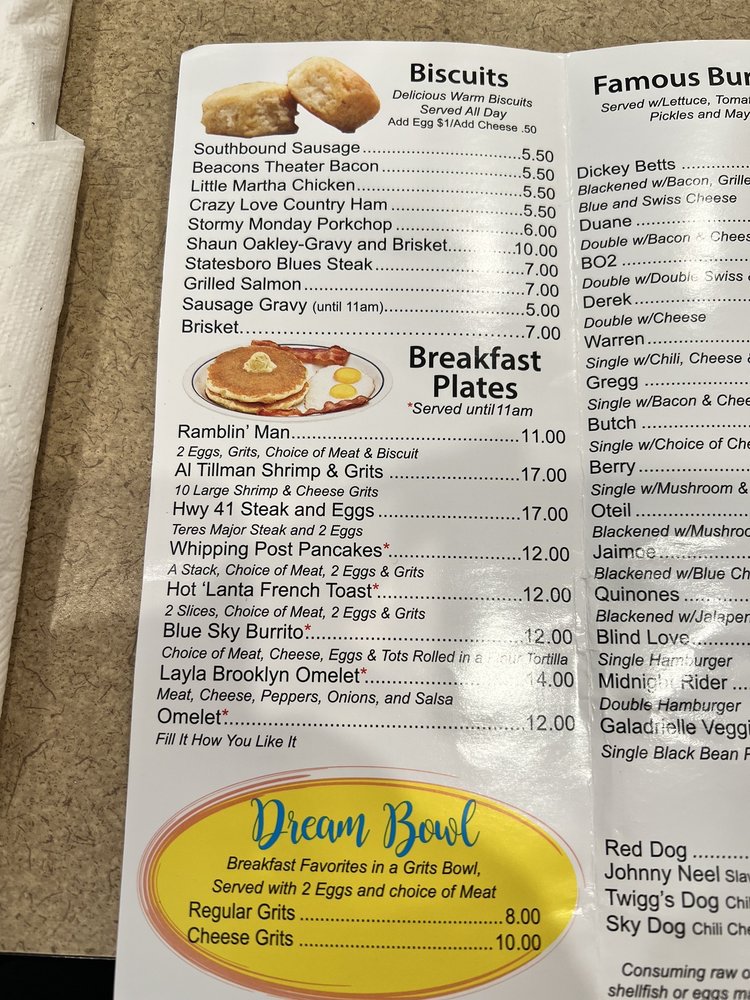 Biscuits
Delicious Warm Biscuits
Served All Day
Add Egg $1/Add Cheese .50
Southbound Sausage 5.50
Beacons Theater Bacon 5.50
Little Martha Chicken 5.50
Crazy Love Country Ham 5.50
Stormy Monday Porkchop 6.00
Shaun Oakley-Gravy and Brisket 10.00
Statesboro Blues Steak 7.00
Grilled Salmon 7.00
Sausage Gravy (until 11am) 5.00
Brisket 7.00
Breakfast
Plates
*Served until 11am
Ramblin' Man 11.00
2 Eggs, Grits, Choice of Meat & Biscuit
Al Tillman Shrimp & Grits 17.00
10 Large Shrimp & Cheese Grits
Hwy 41 Steak and Eggs 17.00
Teres Major Steak and 2 Eggs
Whipping Post Pancakes* 12.00
A Stack, Choice of Meat, 2 Eggs & Grits
Hot 'Lanta French Toast* 12.00
2 Slices, Choice of Meat, 2 Eggs & Grits
Blue Sky Burrito* 12.00
Choice of Meat, Cheese, Eggs & Tots Rolled in a Flour Tortilla
Layla Brooklyn Omelet* 14.00
Meat, Cheese, Peppers, Onions, and Salsa
Omelet* 12.00
Fill It How You Like It
Dream Bowl
Breakfast Favorites in a Grits Bowl,
Served with 2 Eggs and choice of Meat
Regular Grits 8.00
Cheese Grits 10.00
Famous Bur
Served w/Lettuce, Toma
Pickles and May
Dickey Betts
Blackened w/Bacon, Grille
Blue and Swiss Cheese
Duane
Double w/Bacon & Chees
BO2
Double w/Double Swiss
Derek
Double w/Cheese
Warren
Single w/Chili, Cheese &
Gregg
Single w/Bacon & Chee
Butch
Single w/Choice of Che
Berry
Single w/Mushroom &
Oteil
Blackened w/Mushroo
Jaimoe
Blackened w/Blue Ch
Quinones
Blackened w/Jalapen
Blind Love
Single Hamburger
Midnight Rider
Double Hamburger
Galadrielle Veggi
Single Black Bean P
Red Dog
Johnny Neel Slaw
Twigg's Dog Chil
Sky Dog Chili Che
Consuming raw o
shellfish or eggs m